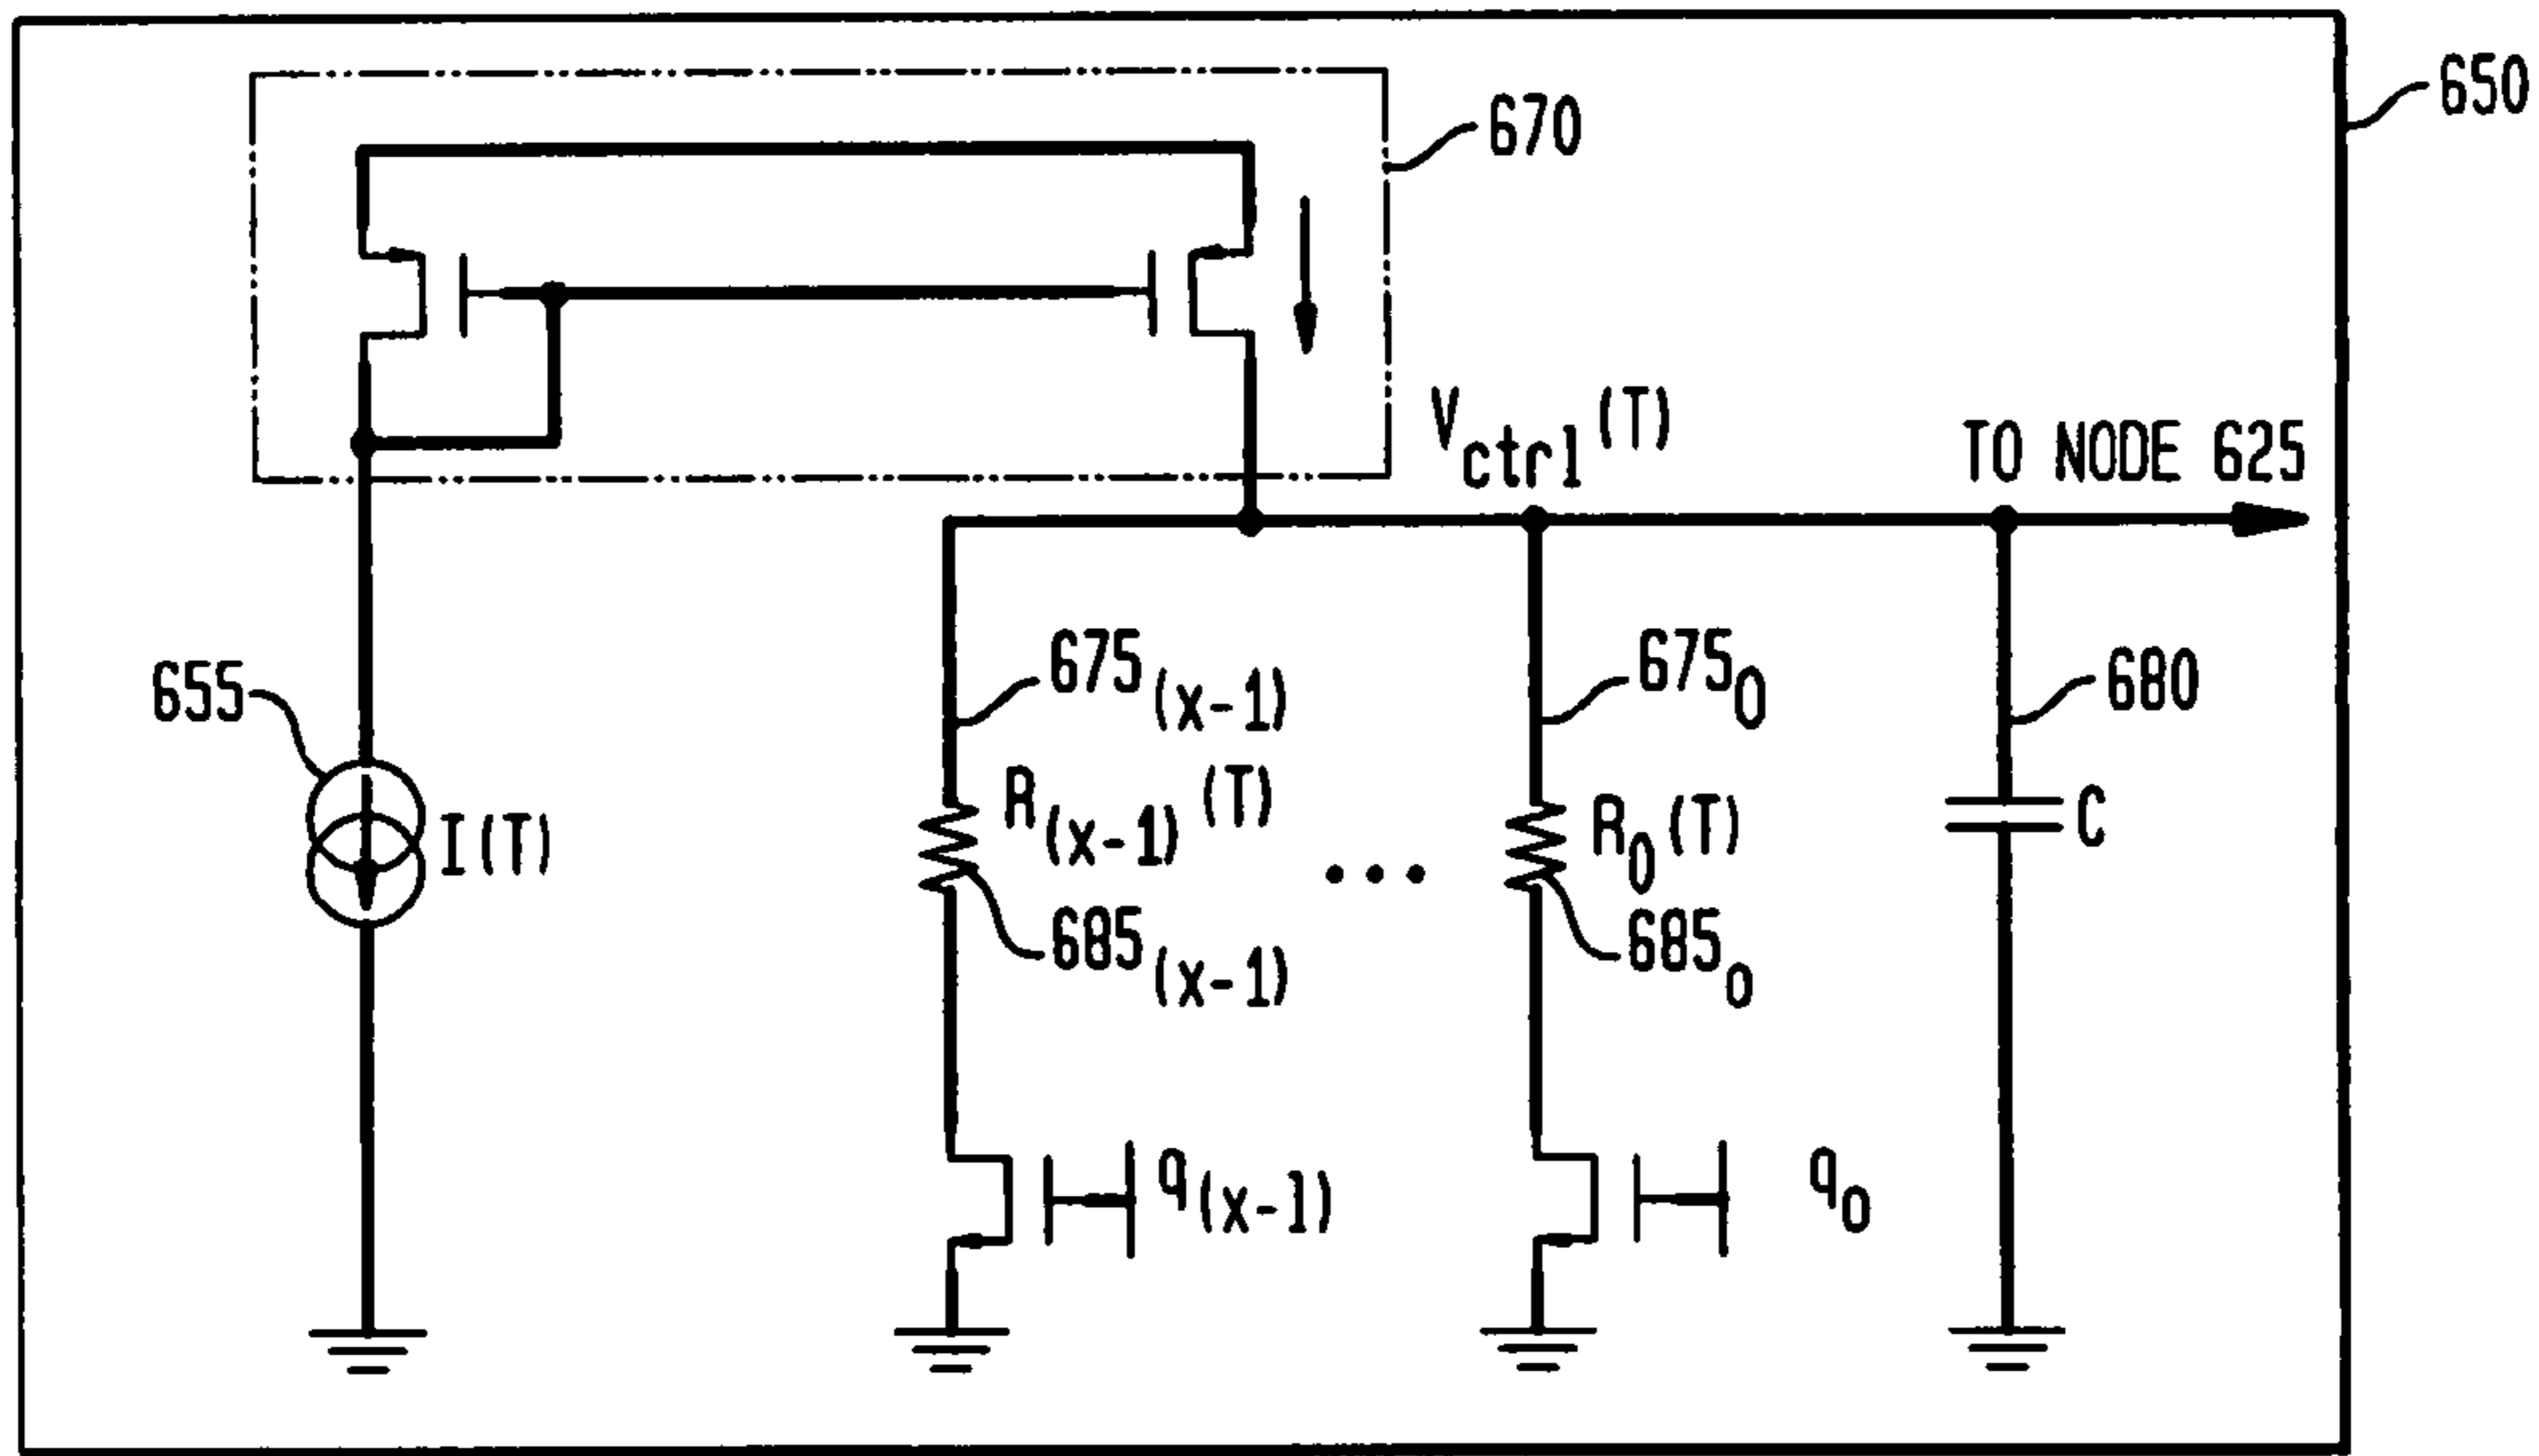 650
670
V_ctrl (T)
TO NODE 625
675_(x-1)
675_0
680
655
R_(x-1) (T)
R_0 (T)
C
I(T)
• • •
685_(x-1)
685_0
q_(x-1)
q_0